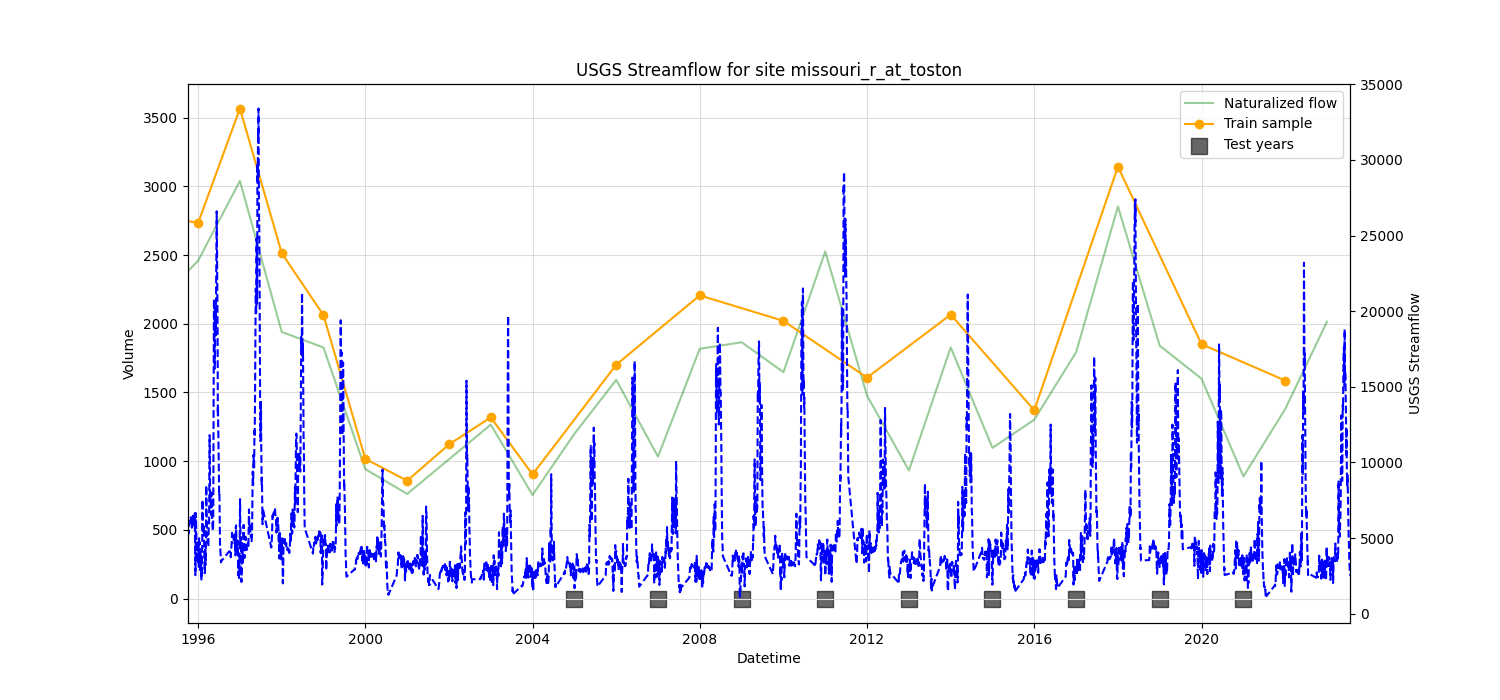 USGS Streamflow for site missouri_r_at_toston
Naturalized flow
Train sample
Test years
Volume
3500
3000
2500
2000
1500
1000
500
0
35000
30000
25000
20000
15000
10000
5000
0
USGS Streamflow
1996 2000 2004 2008 2012 2016 2020
Datetime